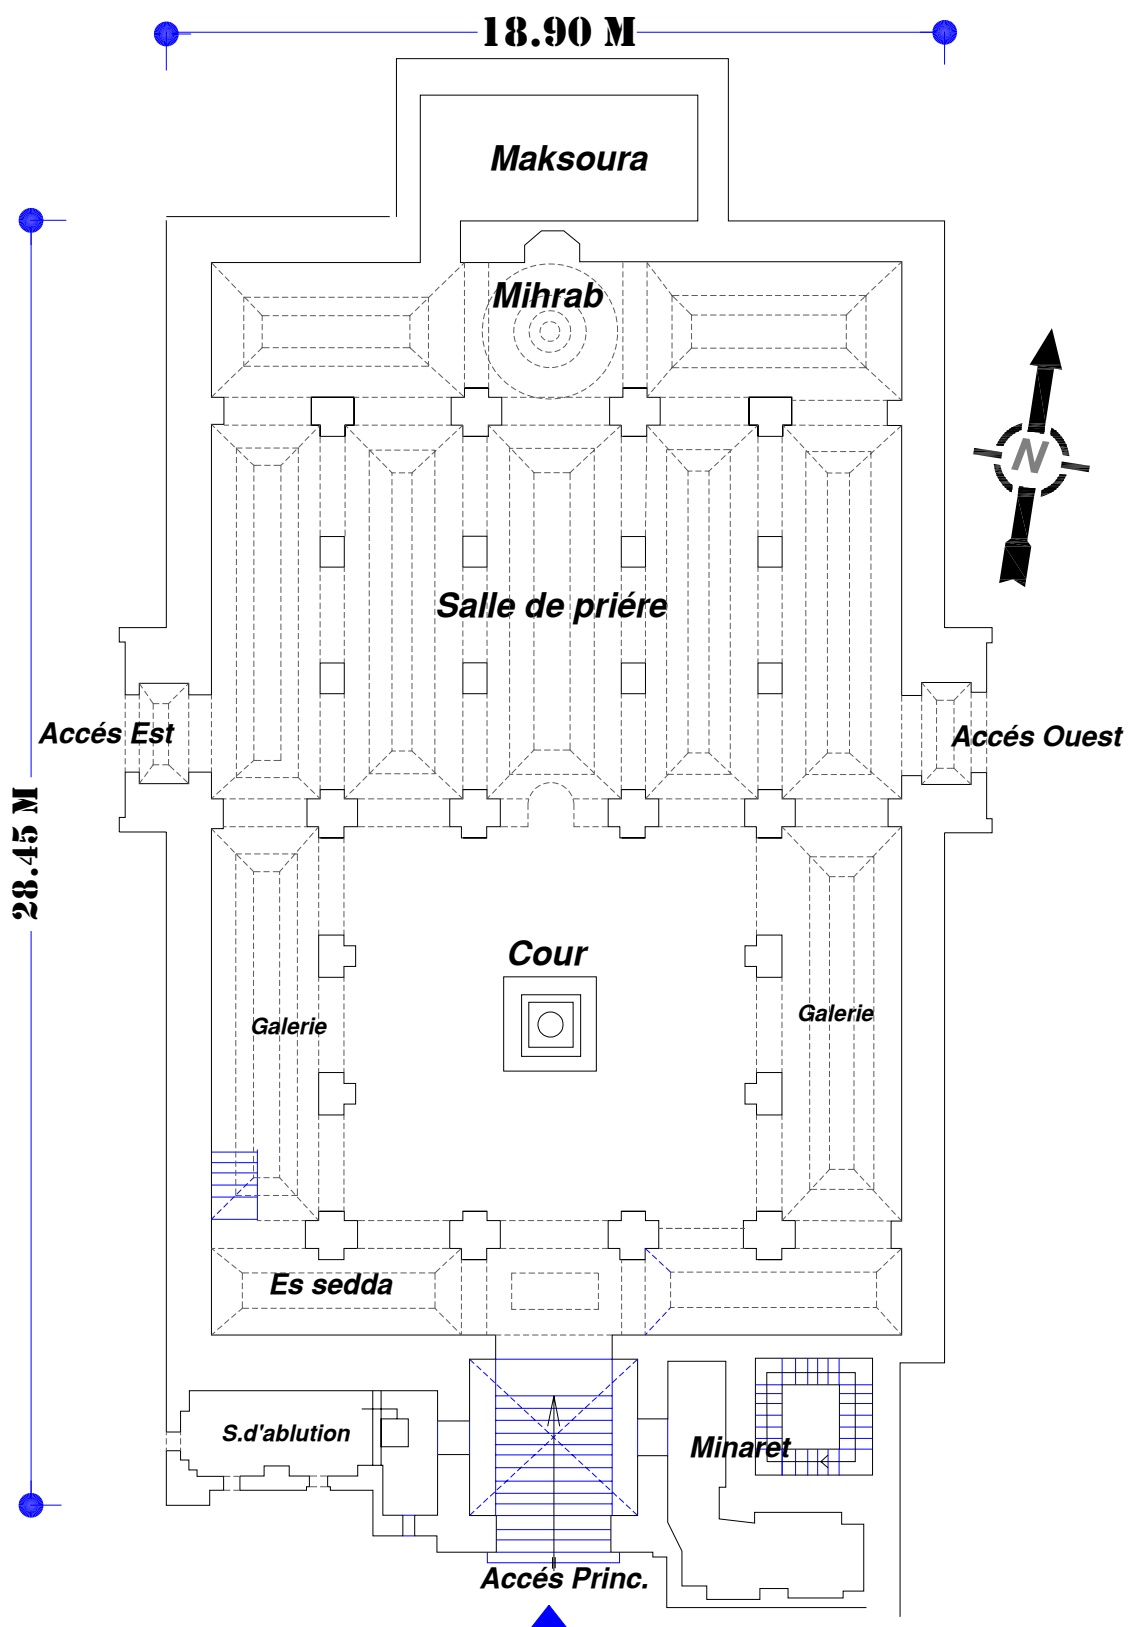 18.90 M
Maksoura
Mihrab
N
Salle de priére
Accés Est
Accés Ouest
28.45 M
Cour
Galerie
Galerie
Es sedda
S.d'ablution
Minaret
Accés Princ.